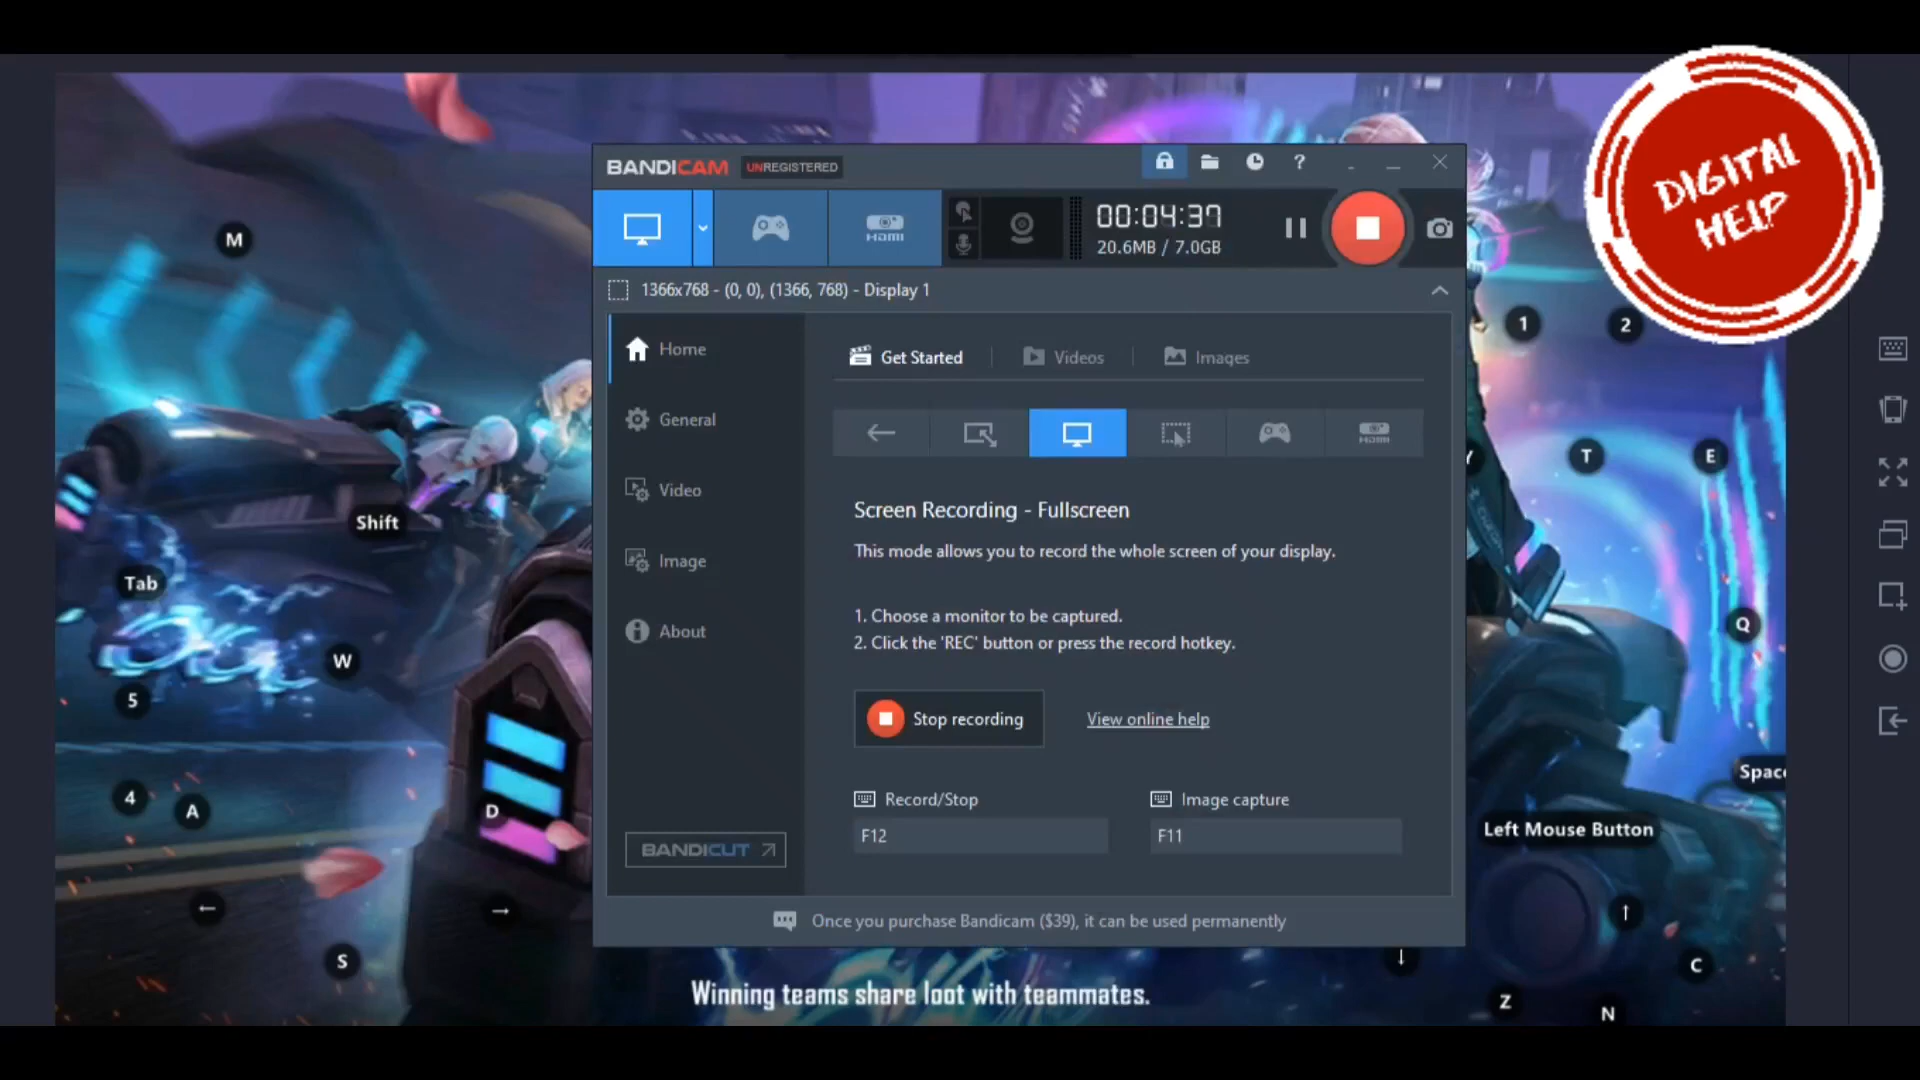 DIGITAL
HELP
BANDICAM UNREGISTERED
?
HDMI
00:04:37
20.6MB / 7.0GB
1366x768 - (0, 0), (1366, 768) - Display 1
Home
General
Video
Image
About
BANDICUT
Get Started
Videos
Images
HDMI
Screen Recording - Fullscreen
This mode allows you to record the whole screen of your display.
1. Choose a monitor to be captured.
2. Click the 'REC' button or press the record hotkey.
Stop recording
View online help
Record/Stop
Image capture
F12
F11
Once you purchase Bandicam ($39), it can be used permanently
M
Shift
Tab
W
5
4
A
D
←
→
S
1
2
Y
T
E
Q
Space
Left Mouse Button
↑
↓
C
Z
N
Winning teams share loot with teammates.